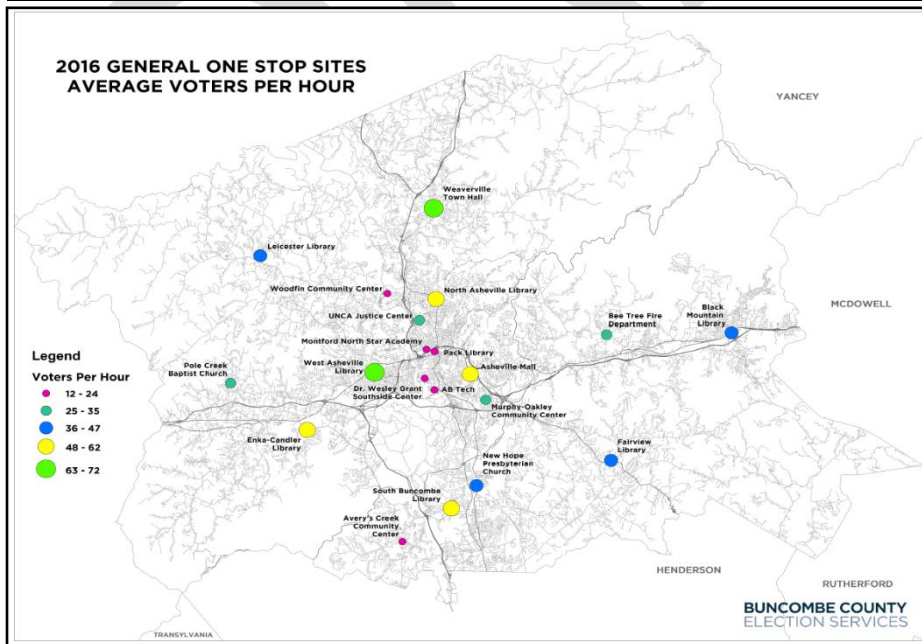 2016 GENERAL ONE STOP SITES
AVERAGE VOTERS PER HOUR
YANCEY
Weaverville
Town Hall
Leicester Library
Woodfin Community Center
North Asheville Library
UNCA Justice Center
Bee Tree Fire
Department
Black
Mountain
Library
MCDOWELL
Montford North Star Academy
Pack Library
West Asheville
Library
Asheville Mall
Pole Creek
Baptist Church
Dr. Wesley Grant
Southside Center
AB Tech
Murphy-Oakley
Community Center
Legend
Voters Per Hour
12 - 24
25 - 35
36 - 47
48 - 62
63 - 72
Enka-Candler
Library
Fairview
Library
New Hope
Presbyterian
Church
South Buncombe
Library
Avery's Creek
Community
Center
HENDERSON
RUTHERFORD
BUNCOMBE COUNTY
ELECTION SERVICES
TRANSYLVANIA